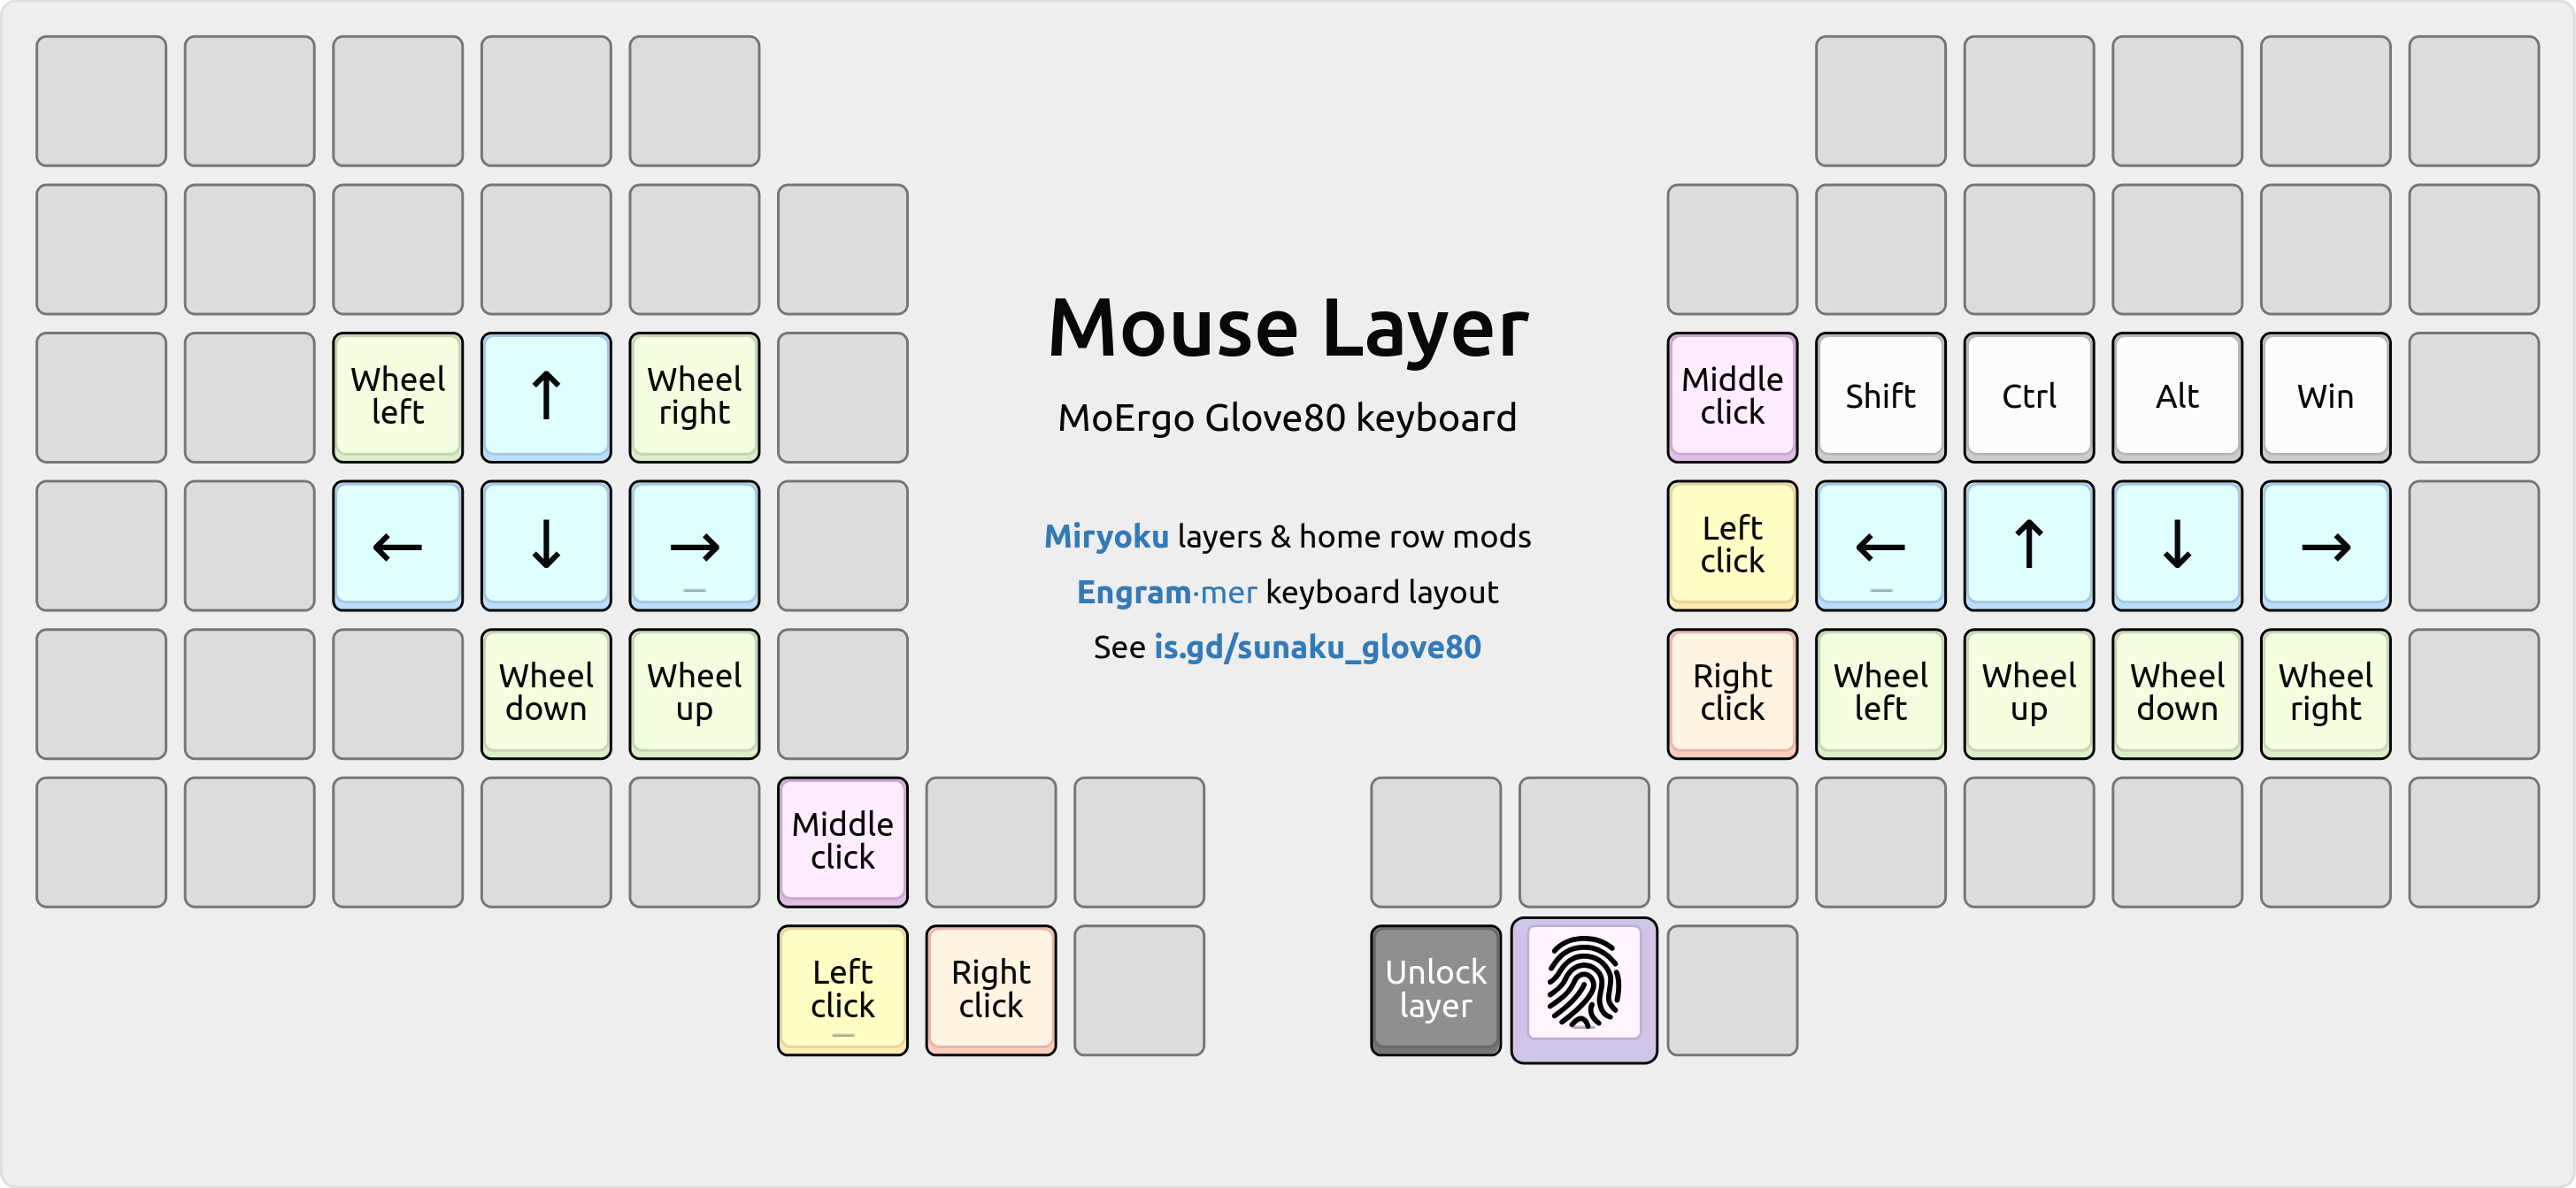 Mouse Layer
MoErgo Glove80 keyboard
Miryoku layers & home row mods
Engram·mer keyboard layout
See is.gd/sunaku_glove80
Wheel
left
↑
Wheel
right
←
↓
→
Wheel
down
Wheel
up
Middle
click
Left
click
Right
click
Middle
click
Shift
Ctrl
Alt
Win
Left
click
←
↑
↓
→
Right
click
Wheel
left
Wheel
up
Wheel
down
Wheel
right
Unlock
layer